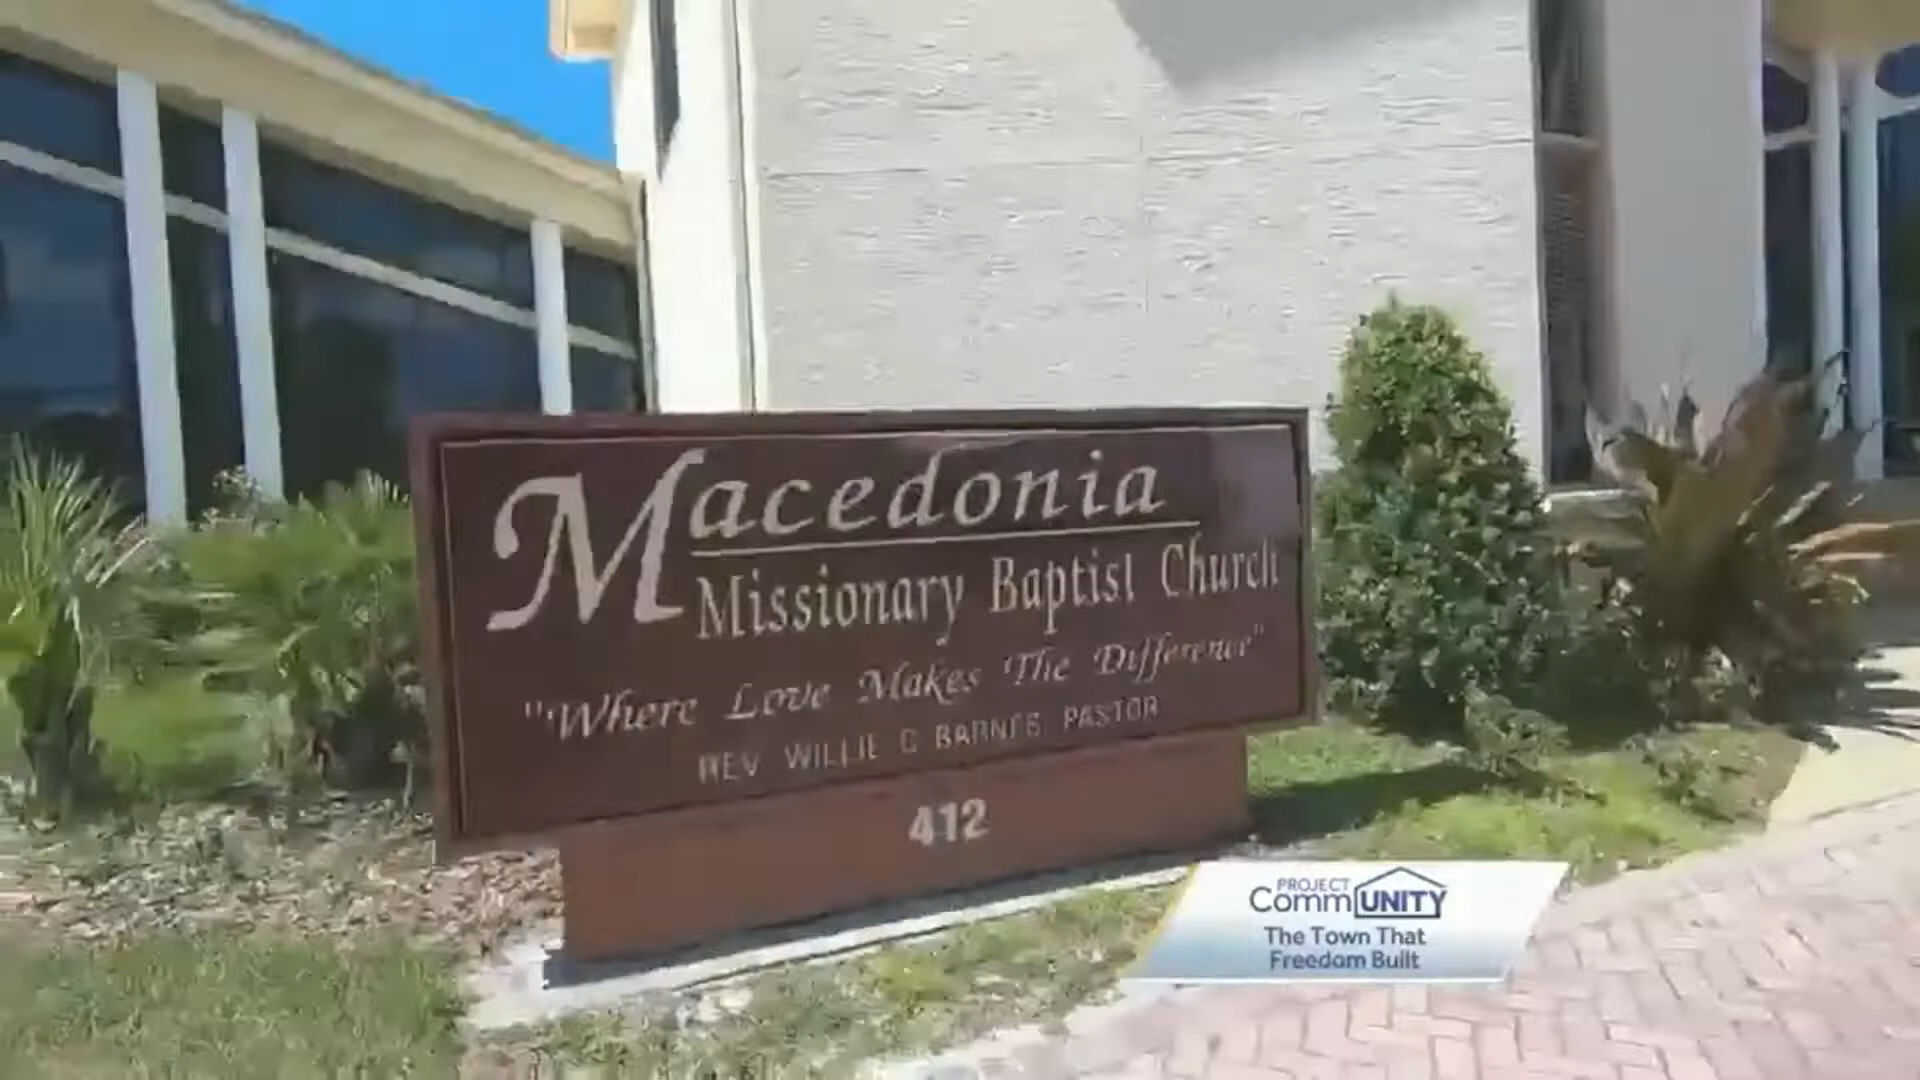 Macedonia
Missionary Baptist Church
"Where Love Makes The Difference"
REV WILLIE C BARNES PASTOR
412
PROJECT
CommUNITY
The Town That
Freedom Built